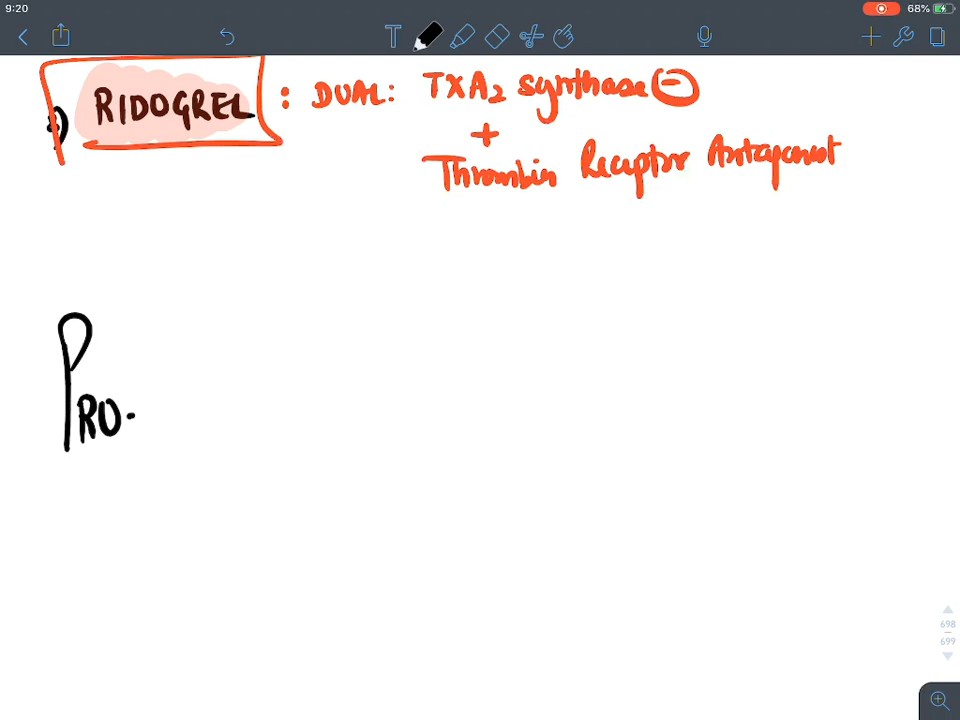 9:20
68%
T
) RIDOGREL : DUAL: TXA2 synthase (-)
+
Thrombin Receptor Antagonist
PRO-
698
699